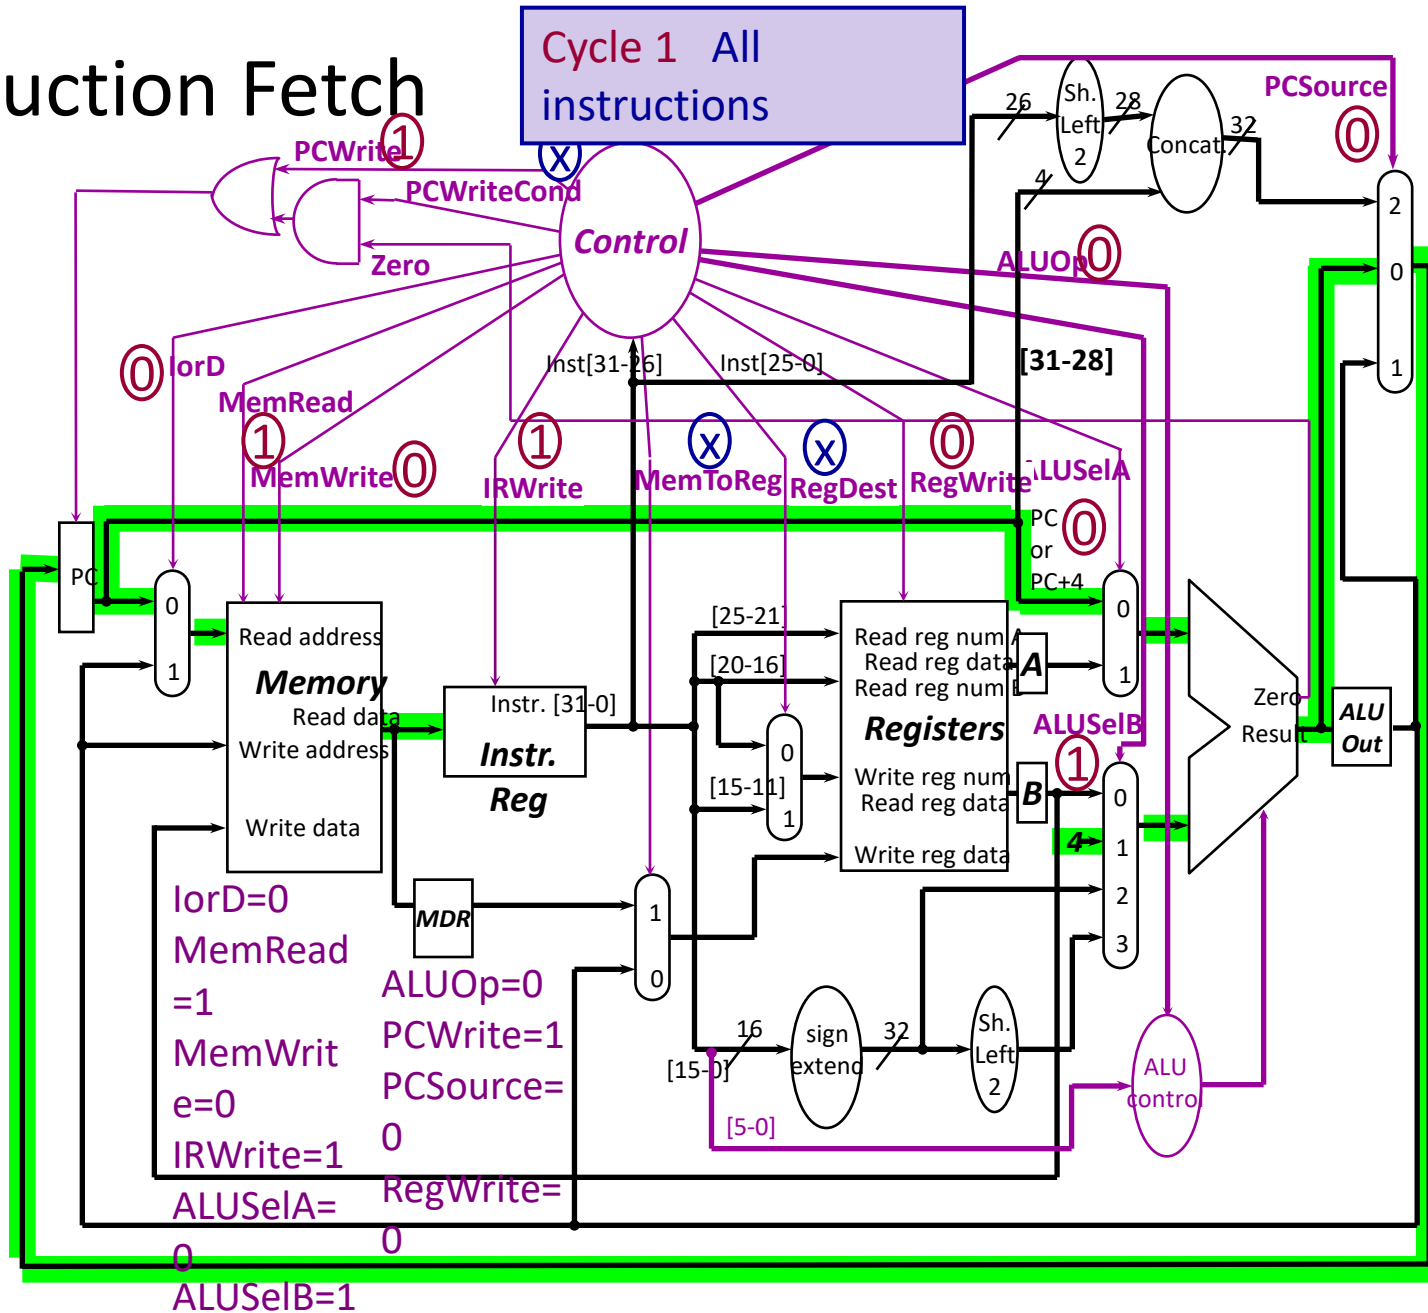 uction Fetch
Cycle 1 All
instructions
PCWrite
1
x
PCWriteCond
Zero
Control
26
Sh.
Left
2
28
Concat.
32
4
PCSource
0
2
0
1
ALUOp
0
[31-28]
Inst[31-26]
Inst[25-0]
0
IorD
MemRead
1
MemWrite
0
1
IRWrite
x
MemToReg
x
RegDest
0
RegWrite
ALUSelA
0
PC
or
PC+4
PC
0
1
Read address
Memory
Read data
Write address
Write data
Instr. [31-0]
Instr.
Reg
[25-21]
[20-16]
[15-11]
0
1
Read reg num A
Read reg data
Read reg num B
Registers
Write reg num
Read reg data
Write reg data
A
B
0
1
ALUSelB
1
0
4
1
2
3
Zero
Result
ALU
Out
MDR
1
0
[15-0]
16
sign
extend
32
Sh.
Left
2
ALU
control
[5-0]
IorD=0
MemRead
=1
MemWrit
e=0
IRWrite=1
ALUSelA=
0
ALUSelB=1
ALUOp=0
PCWrite=1
PCSource=
0
RegWrite=
0